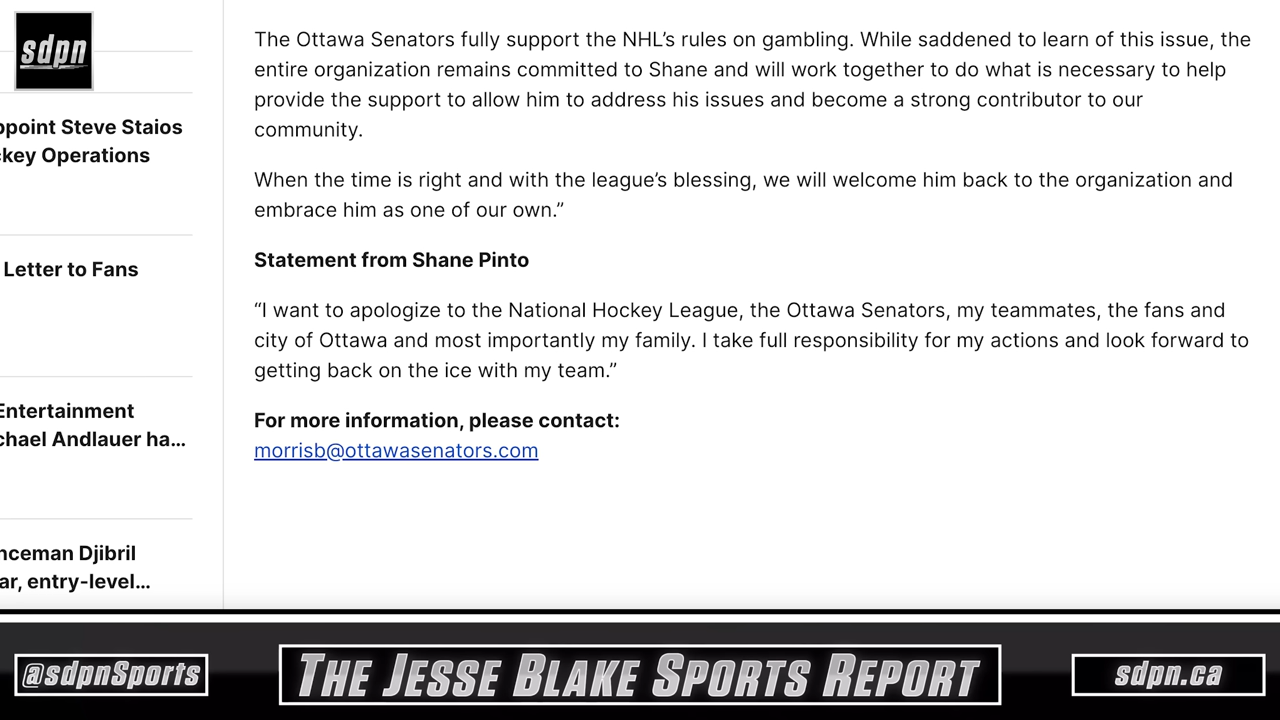 sdpn
The Ottawa Senators fully support the NHL's rules on gambling. While saddened to learn of this issue, the
entire organization remains committed to Shane and will work together to do what is necessary to help
provide the support to allow him to address his issues and become a strong contributor to our
community.
When the time is right and with the league's blessing, we will welcome him back to the organization and
embrace him as one of our own.”
Statement from Shane Pinto
“I want to apologize to the National Hockey League, the Ottawa Senators, my teammates, the fans and
city of Ottawa and most importantly my family. I take full responsibility for my actions and look forward to
getting back on the ice with my team.”
For more information, please contact:
morrisb@ottawasenators.com
ppoint Steve Staios
ckey Operations
Letter to Fans
Entertainment
chael Andlauer ha...
nceman Djibril
ar, entry-level...
@sdpnSports
THE JESSE BLAKE SPORTS REPORT
sdpn.ca